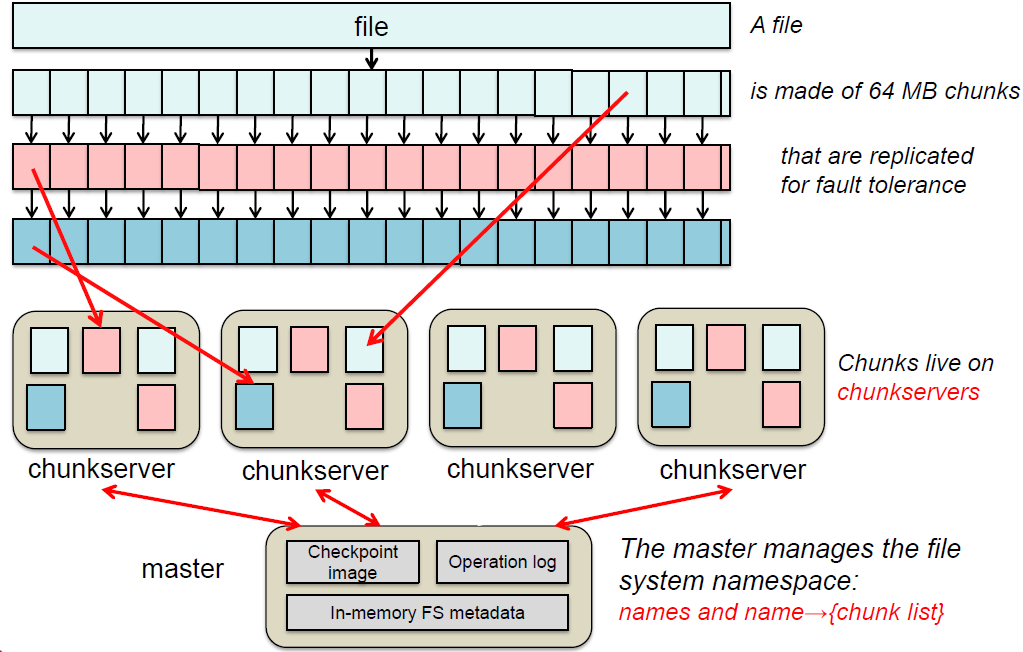 file
A file
is made of 64 MB chunks
that are replicated
for fault tolerance
Chunks live on
chunkservers
chunkserver
chunkserver
chunkserver
chunkserver
master
Checkpoint
image
Operation log
In-memory FS metadata
The master manages the file
system namespace:
names and name→{chunk list}